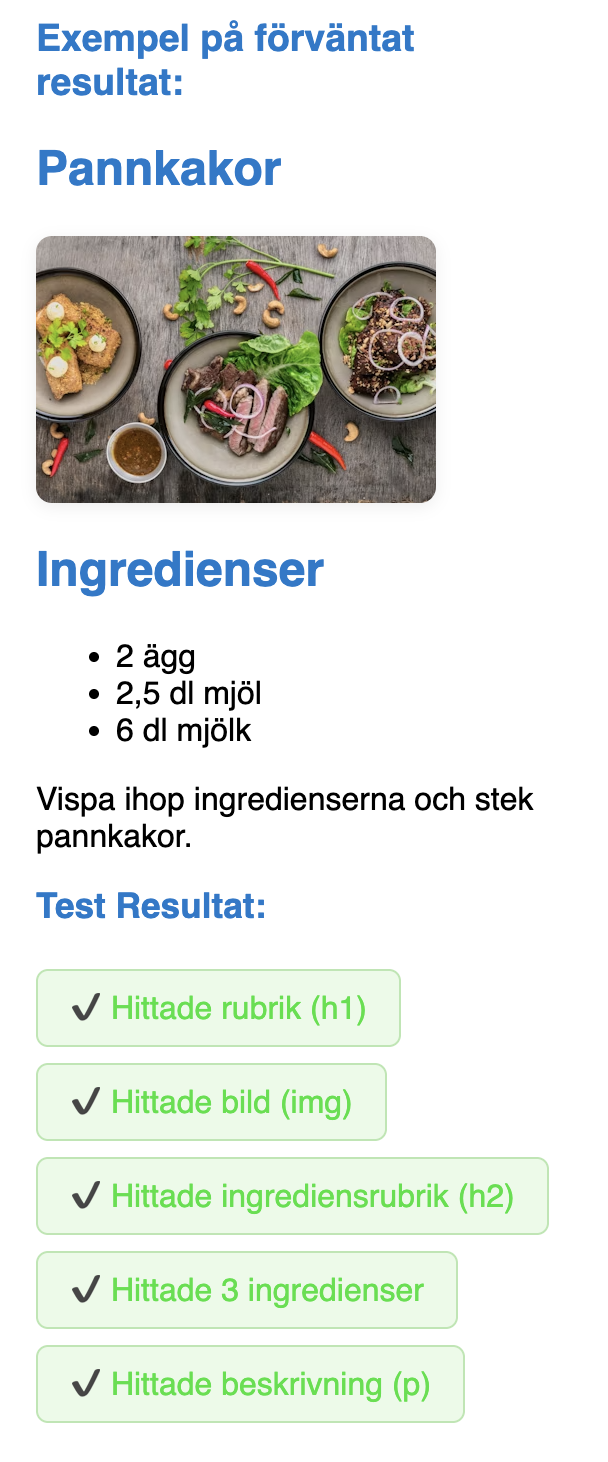 Exempel på förväntat
resultat:
Pannkakor
Ingredienser
• 2 ägg
• 2,5 dl mjöl
• 6 dl mjölk
Vispa ihop ingredienserna och stek
pannkakor.
Test Resultat:
✔ Hittade rubrik (h1)
✔ Hittade bild (img)
✔ Hittade ingrediensrubrik (h2)
✔ Hittade 3 ingredienser
✔ Hittade beskrivning (p)